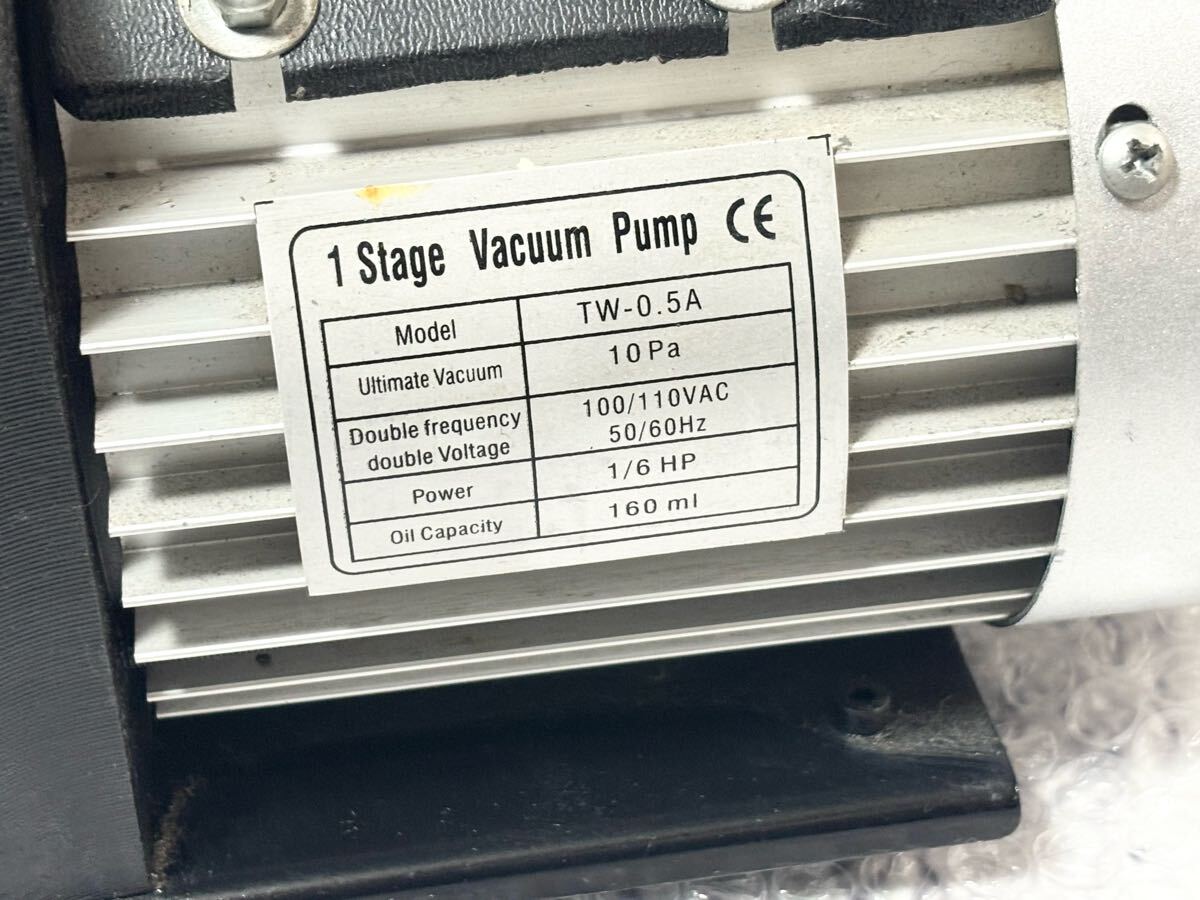 1 Stage Vacuum Pump CE
Model TW-0.5A
Ultimate Vacuum 10Pa
Double frequency
double Voltage
100/110VAC
50/60Hz
Power 1/6 HP
Oil Capacity 160 ml